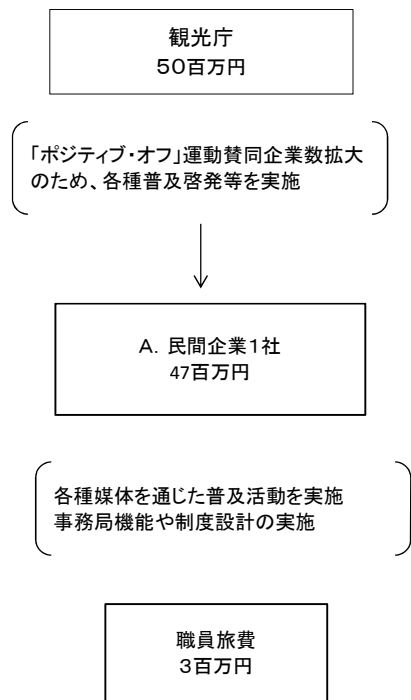 観光庁
５０百万円
「ポジティブ・オフ」運動賛同企業数拡大
のため、各種普及啓発等を実施
Ａ．民間企業１社
47百万円
各種媒体を通じた普及活動を実施
事務局機能や制度設計の実施
職員旅費
３百万円